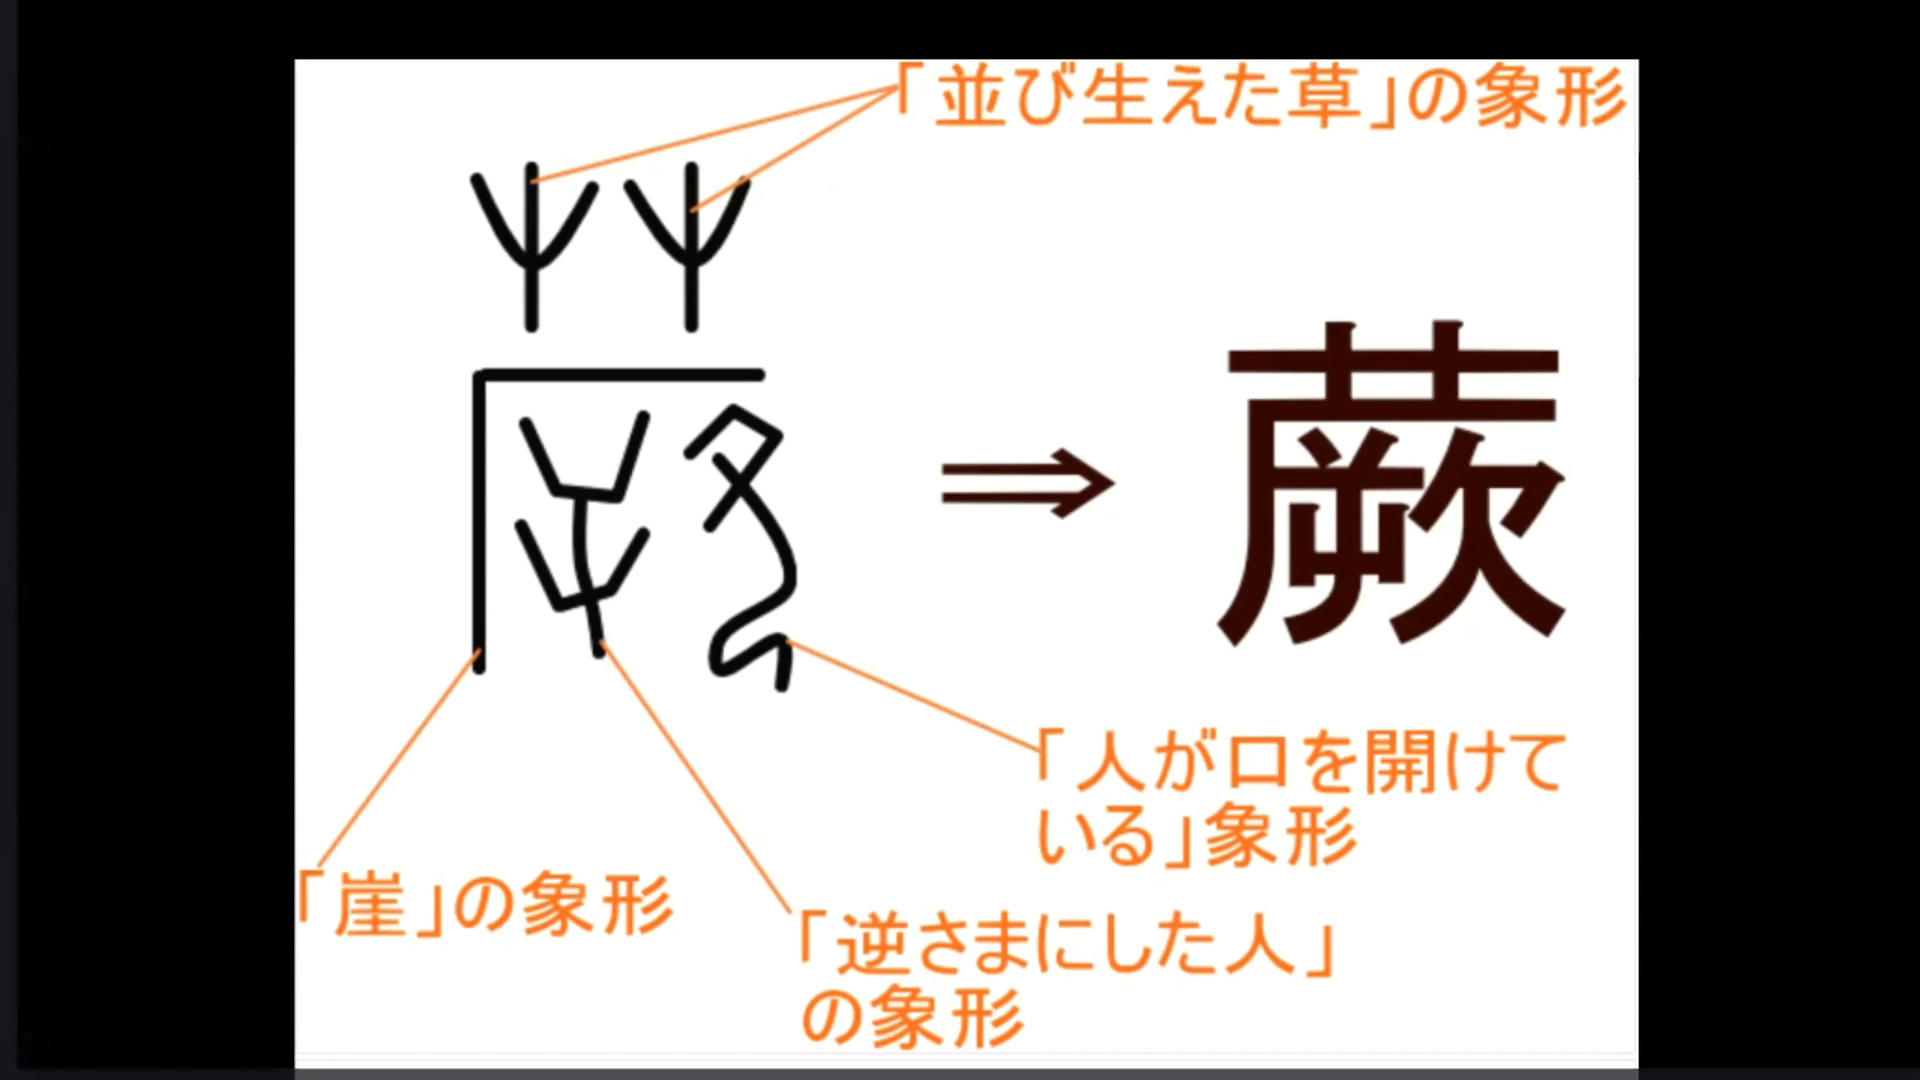 「並び生えた草」の象形
⇒
蕨
「人が口を開けて
いる」象形
「崖」の象形
「逆さまにした人」
の象形